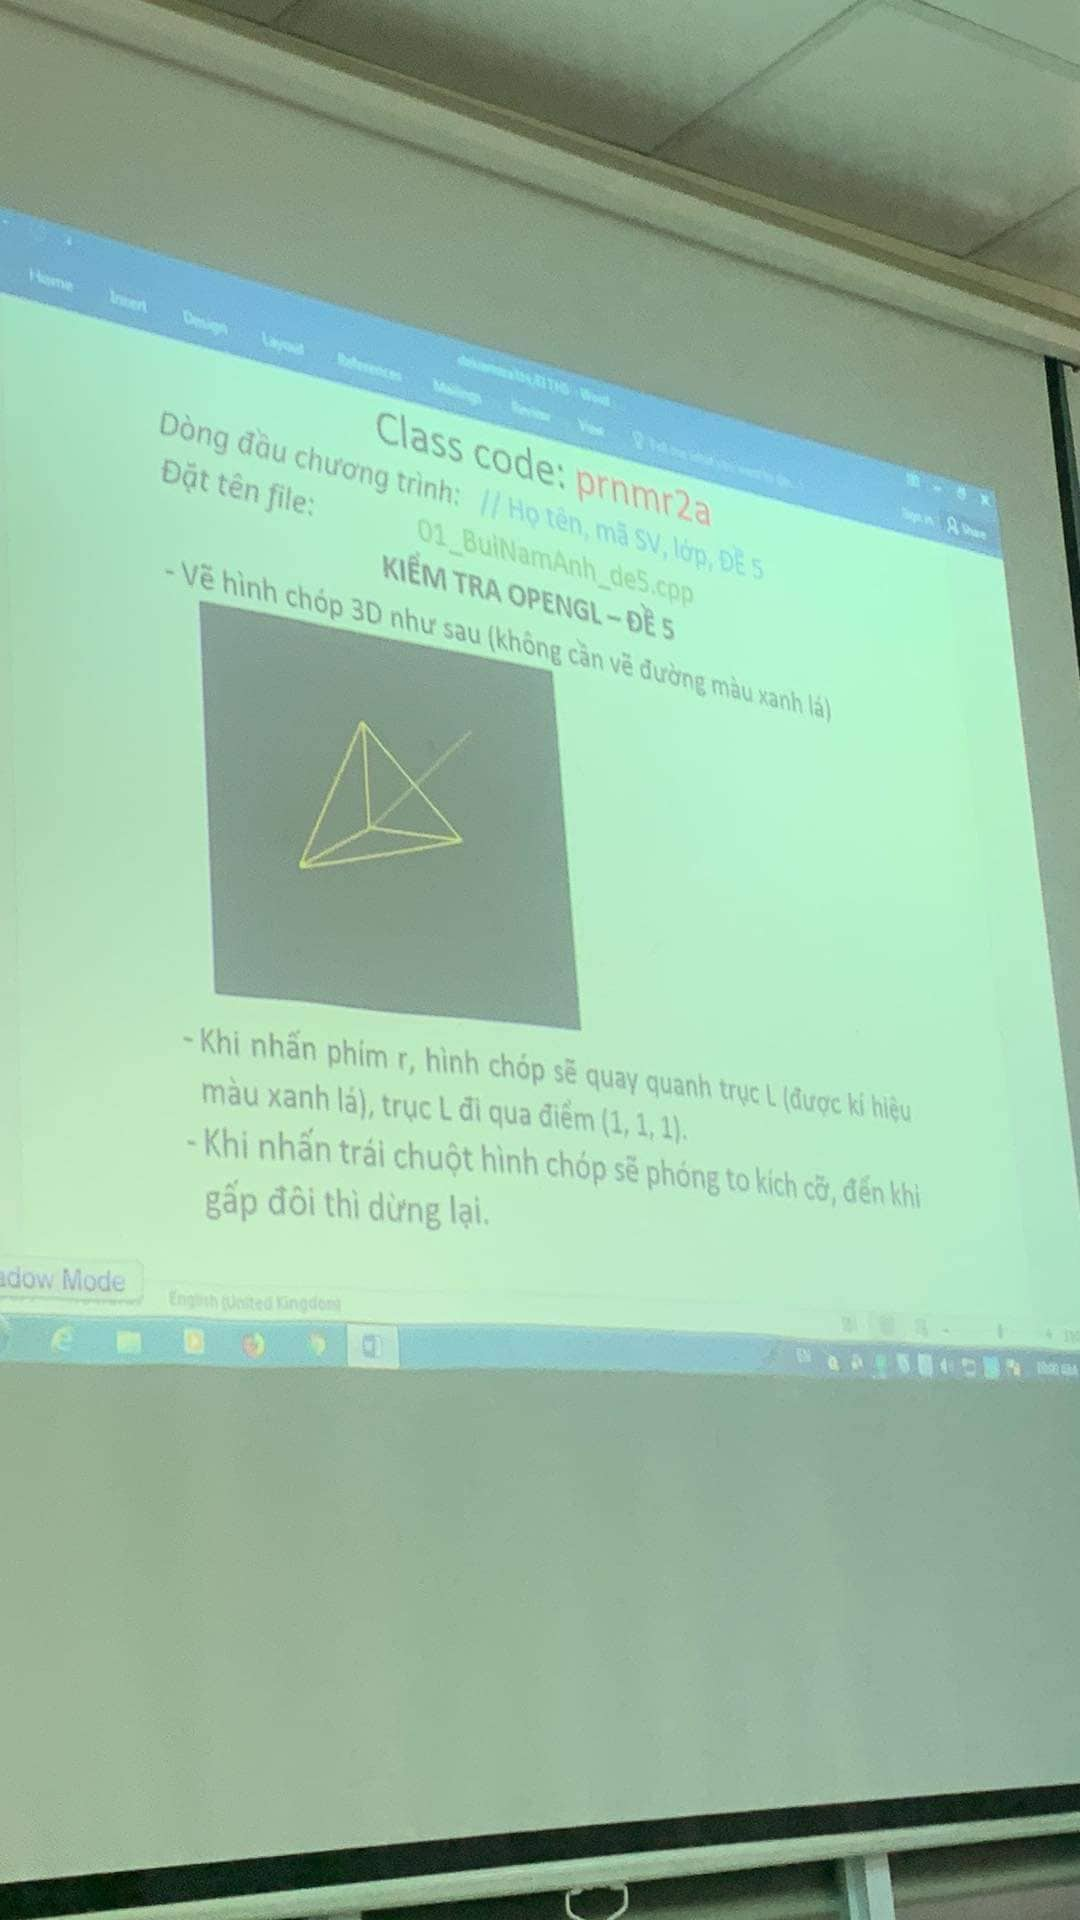 Home Insert Design Layout References Mailings Review View
Sign in Share
Class code: prnmr2a
Dòng đầu chương trình: // Họ tên, mã SV, lớp, ĐỀ 5
Đặt tên file: 01_BuiNamAnh_de5.cpp
KIỂM TRA OPENGL – ĐỀ 5
- Vẽ hình chóp 3D như sau (không cần vẽ đường màu xanh lá)
- Khi nhấn phím r, hình chóp sẽ quay quanh trục L (được kí hiệu
màu xanh lá), trục L đi qua điểm (1, 1, 1).
- Khi nhấn trái chuột hình chóp sẽ phóng to kích cỡ, đến khi
gấp đôi thì dừng lại.
Mode
English (United Kingdom)
EN